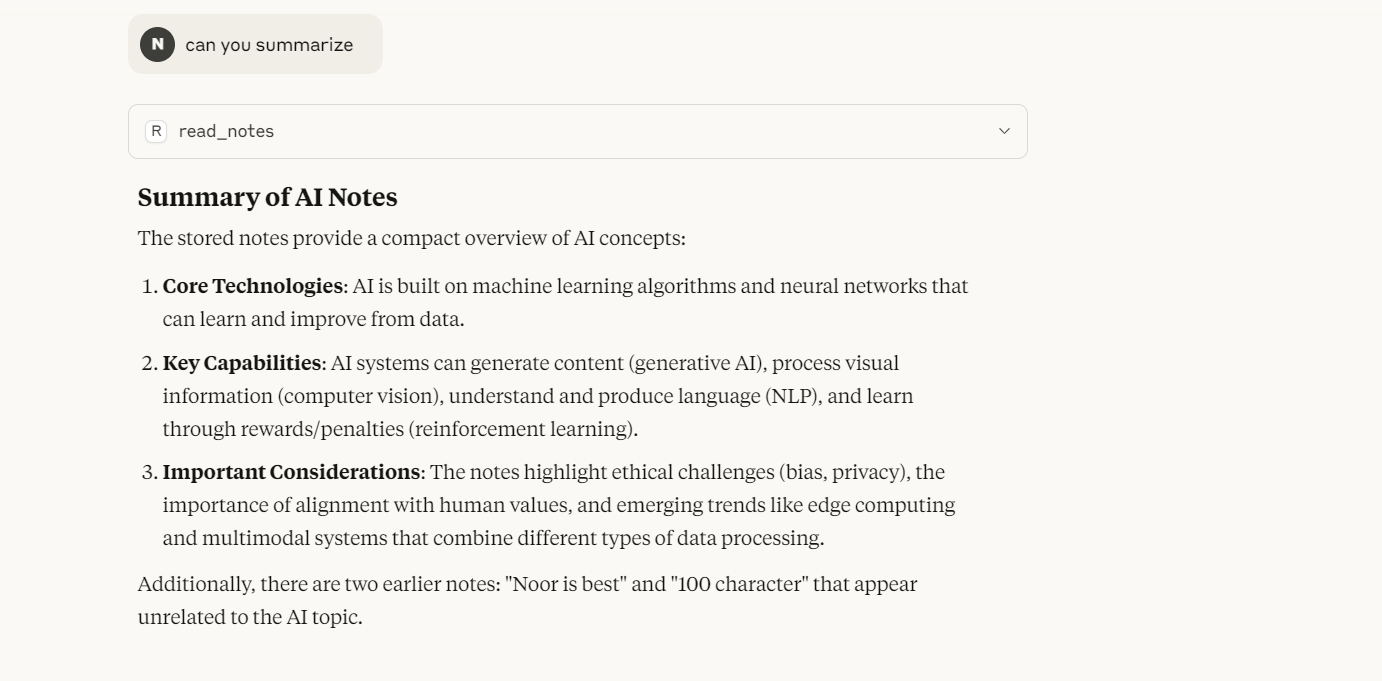 N can you summarize
R read_notes
Summary of AI Notes
The stored notes provide a compact overview of AI concepts:
1. Core Technologies: AI is built on machine learning algorithms and neural networks that
can learn and improve from data.
2. Key Capabilities: AI systems can generate content (generative AI), process visual
information (computer vision), understand and produce language (NLP), and learn
through rewards/penalties (reinforcement learning).
3. Important Considerations: The notes highlight ethical challenges (bias, privacy), the
importance of alignment with human values, and emerging trends like edge computing
and multimodal systems that combine different types of data processing.
Additionally, there are two earlier notes: "Noor is best" and "100 character" that appear
unrelated to the AI topic.